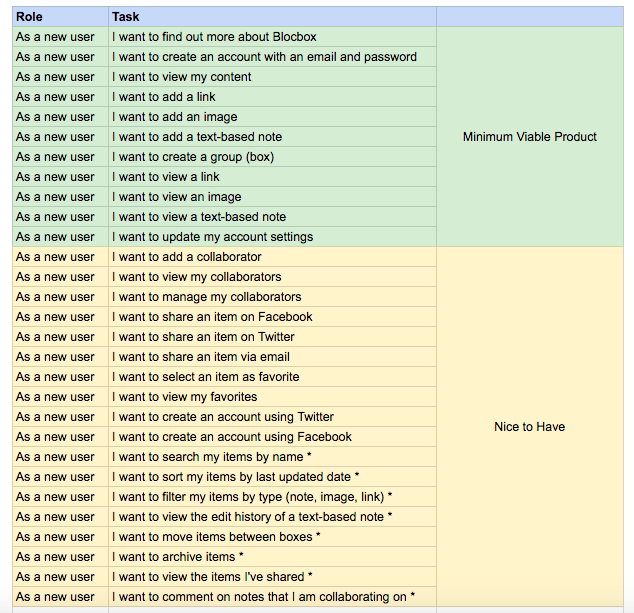 Role Task
As a new user I want to find out more about Blocbox
As a new user I want to create an account with an email and password
As a new user I want to view my content
As a new user I want to add a link
As a new user I want to add an image
As a new user I want to add a text-based note
Minimum Viable Product
As a new user I want to create a group (box)
As a new user I want to view a link
As a new user I want to view an image
As a new user I want to view a text-based note
As a new user I want to update my account settings
As a new user I want to add a collaborator
As a new user I want to view my collaborators
As a new user I want to manage my collaborators
As a new user I want to share an item on Facebook
As a new user I want to share an item on Twitter
As a new user I want to share an item via email
As a new user I want to select an item as favorite
As a new user I want to view my favorites
As a new user I want to create an account using Twitter
Nice to Have
As a new user I want to create an account using Facebook
As a new user I want to search my items by name *
As a new user I want to sort my items by last updated date *
As a new user I want to filter my items by type (note, image, link) *
As a new user I want to view the edit history of a text-based note *
As a new user I want to move items between boxes *
As a new user I want to archive items *
As a new user I want to view the items I've shared *
As a new user I want to comment on notes that I am collaborating on *